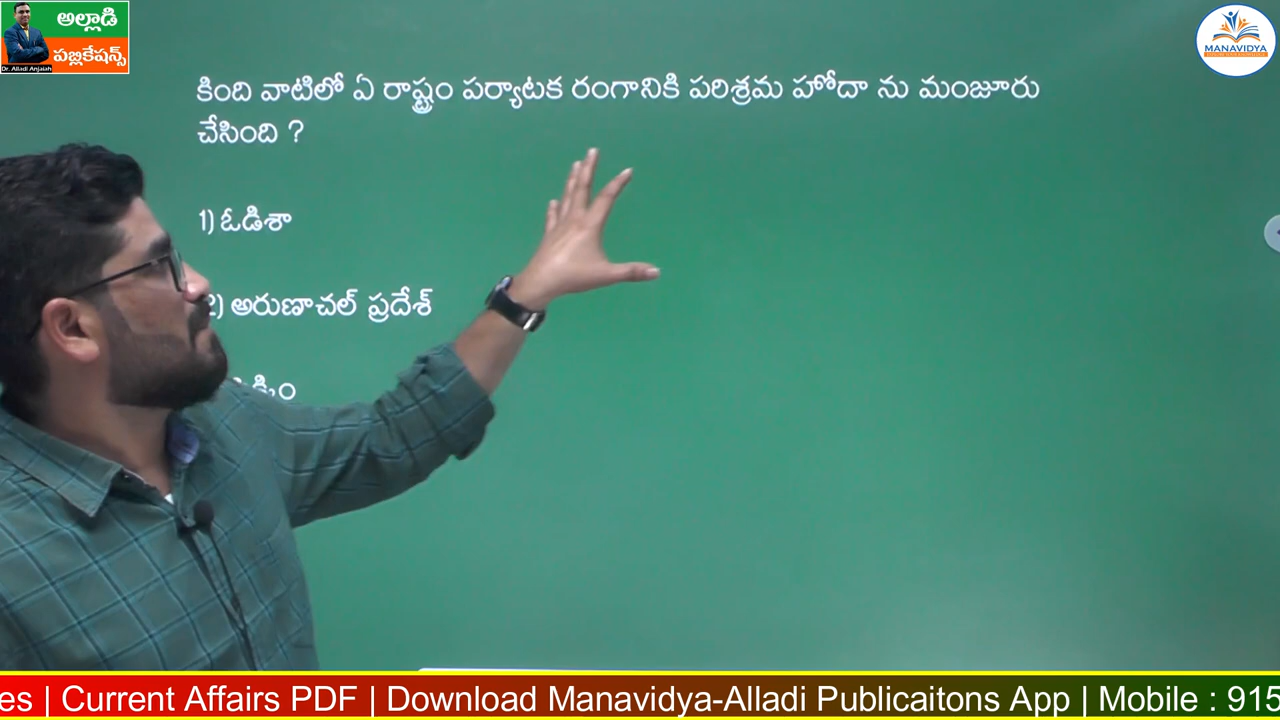 అల్లాడి
పబ్లికేషన్స్
Dr. Alladi Anjaiah
MANAVIDYA
కింది వాటిలో ఏ రాష్ట్రం పర్యాటక రంగానికి పరిశ్రమ హోదా ను మంజూరు
చేసింది ?
1) ఓడిశా
2) అరుణాచల్ ప్రదేశ్
es | Current Affairs PDF | Download Manavidya-Alladi Publicaitons App | Mobile : 915